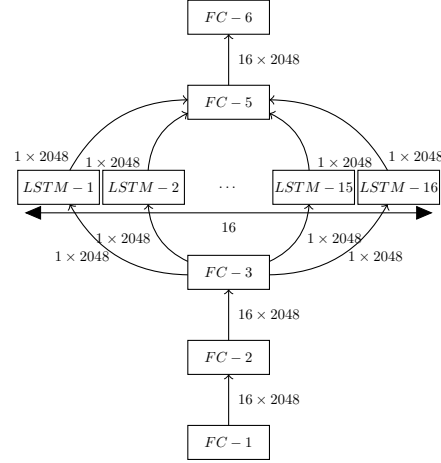 FC − 6
16 × 2048
FC − 5
1 × 2048
1 × 2048
1 × 2048
1 × 2048
LSTM − 1
LSTM − 2
...
LSTM − 15
LSTM − 16
16
1 × 2048
1 × 2048
1 × 2048
1 × 2048
FC − 3
16 × 2048
FC − 2
16 × 2048
FC − 1